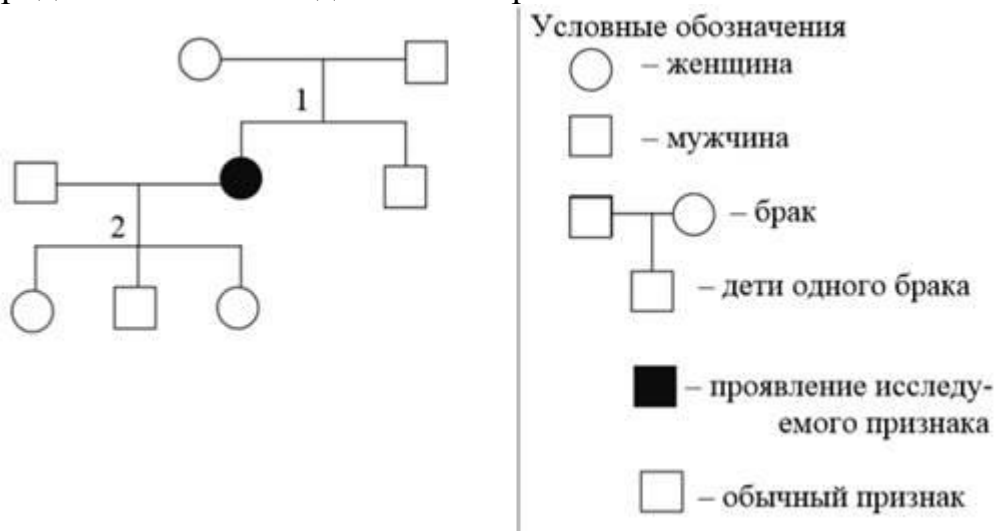 1
2
Условные обозначения
– женщина
– мужчина
– брак
– дети одного брака
– проявление исследу-
емого признака
– обычный признак